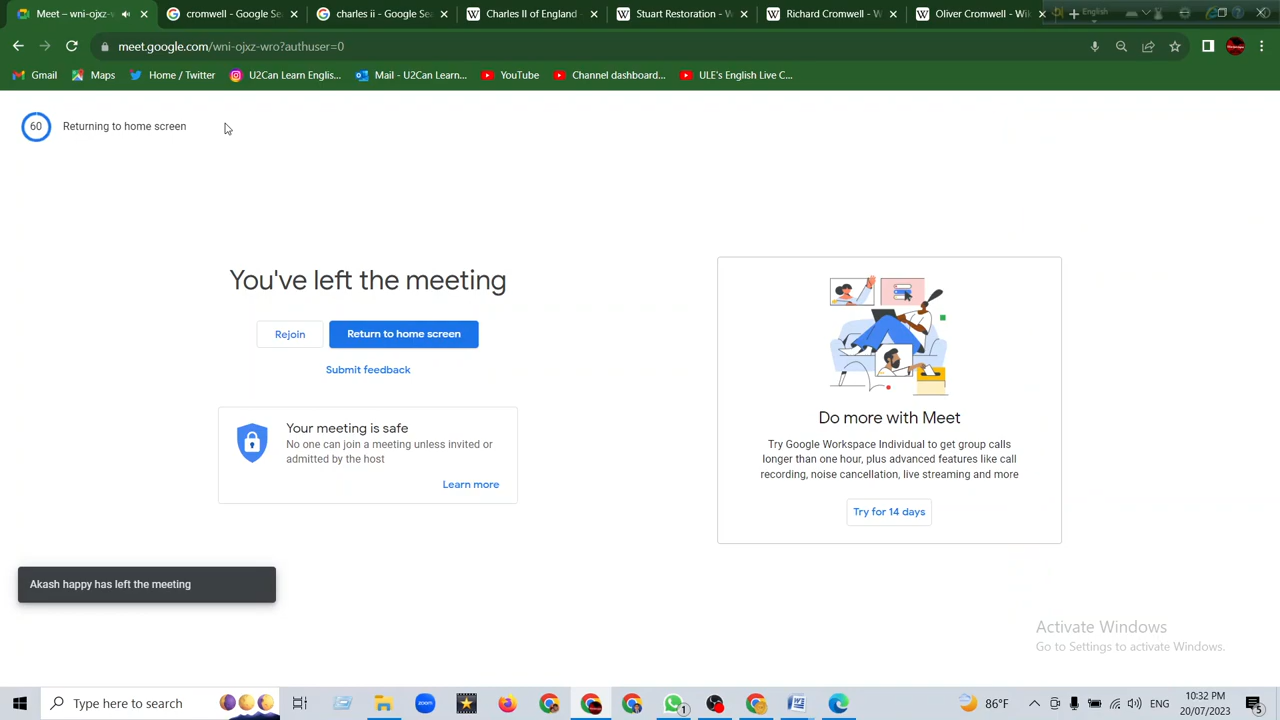 Meet – wni-ojxz-w
cromwell - Google Se
charles ii - Google Se
Charles II of England
Stuart Restoration - W
Richard Cromwell - W
Oliver Cromwell - Wi
English
meet.google.com/wni-ojxz-wro?authuser=0
Gmail
Maps
Home / Twitter
U2Can Learn Englis...
Mail - U2Can Learn...
YouTube
Channel dashboard...
ULE's English Live C...
60
Returning to home screen
You've left the meeting
Rejoin
Return to home screen
Submit feedback
Your meeting is safe
No one can join a meeting unless invited or
admitted by the host
Learn more
Do more with Meet
Try Google Workspace Individual to get group calls
longer than one hour, plus advanced features like call
recording, noise cancellation, live streaming and more
Try for 14 days
Akash happy has left the meeting
Activate Windows
Go to Settings to activate Windows.
Type here to search
zoom
1
86°F
ENG
10:32 PM
20/07/2023
5